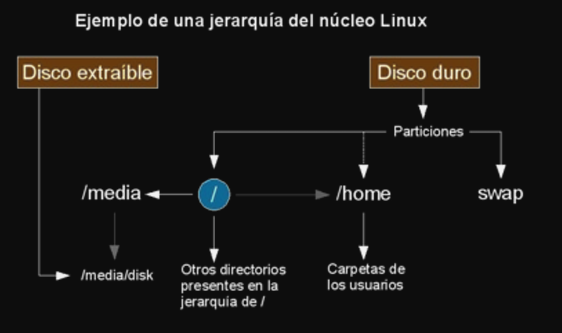 Ejemplo de una jerarquía del núcleo Linux
Disco extraíble
Disco duro
Particiones
/media
/
/home
swap
/media/disk
Otros directorios
presentes en la
jerarquía de /
Carpetas de
los usuarios